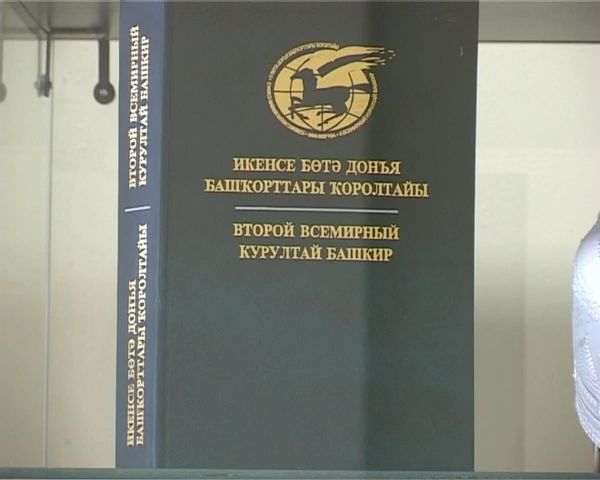 ИКЕНСЕ БӨТӘ ДОНЪЯ
БАШҠОРТТАРЫ ҠОРОЛТАЙЫ
ВТОРОЙ ВСЕМИРНЫЙ
КУРУЛТАЙ БАШКИР
ВТОРОЙ ВСЕМИРНЫЙ
КУРУЛТАЙ БАШКИР
ИКЕНСЕ БӨТӘ ДОНЪЯ
БАШҠОРТТАРЫ ҠОРОЛТАЙЫ